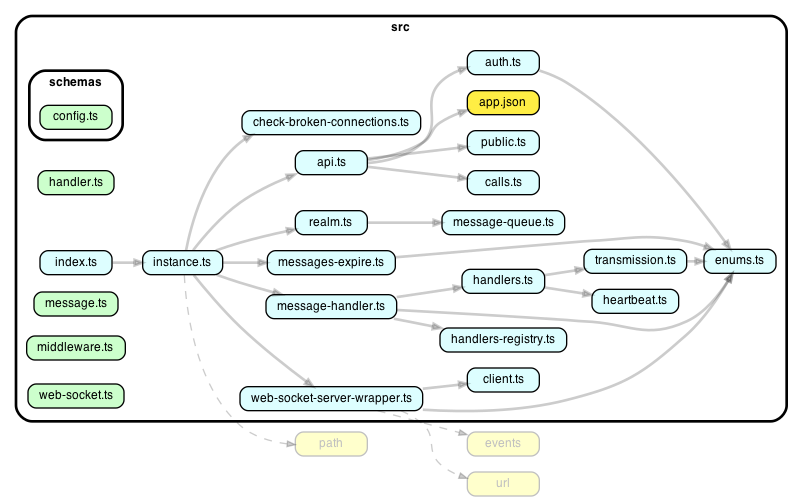 src
auth.ts
schemas
app.json
config.ts
check-broken-connections.ts
public.ts
api.ts
handler.ts
calls.ts
realm.ts
message-queue.ts
index.ts
instance.ts
messages-expire.ts
transmission.ts
enums.ts
handlers.ts
message.ts
message-handler.ts
heartbeat.ts
handlers-registry.ts
middleware.ts
client.ts
web-socket.ts
web-socket-server-wrapper.ts
path
events
url